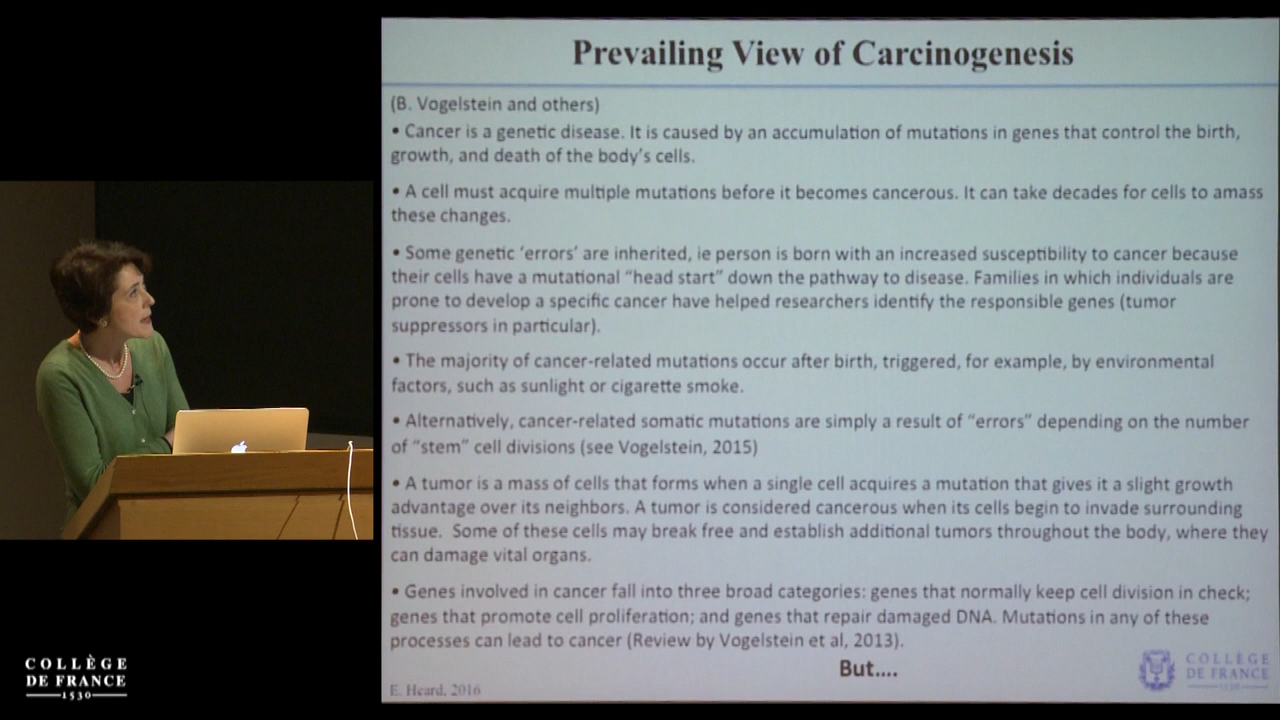 Prevailing View of Carcinogenesis
(B. Vogelstein and others)
• Cancer is a genetic disease. It is caused by an accumulation of mutations in genes that control the birth,
growth, and death of the body's cells.
• A cell must acquire multiple mutations before it becomes cancerous. It can take decades for cells to amass
these changes.
• Some genetic 'errors' are inherited, ie person is born with an increased susceptibility to cancer because
their cells have a mutational "head start" down the pathway to disease. Families in which individuals are
prone to develop a specific cancer have helped researchers identify the responsible genes (tumor
suppressors in particular).
• The majority of cancer-related mutations occur after birth, triggered, for example, by environmental
factors, such as sunlight or cigarette smoke.
• Alternatively, cancer-related somatic mutations are simply a result of "errors" depending on the number
of "stem" cell divisions (see Vogelstein, 2015)
• A tumor is a mass of cells that forms when a single cell acquires a mutation that gives it a slight growth
advantage over its neighbors. A tumor is considered cancerous when its cells begin to invade surrounding
tissue. Some of these cells may break free and establish additional tumors throughout the body, where they
can damage vital organs.
• Genes involved in cancer fall into three broad categories: genes that normally keep cell division in check;
genes that promote cell proliferation; and genes that repair damaged DNA. Mutations in any of these
processes can lead to cancer (Review by Vogelstein et al, 2013).
But....
E. Heard, 2016
COLLÈGE
DE FRANCE
1530
COLLÈGE
DE FRANCE
1530